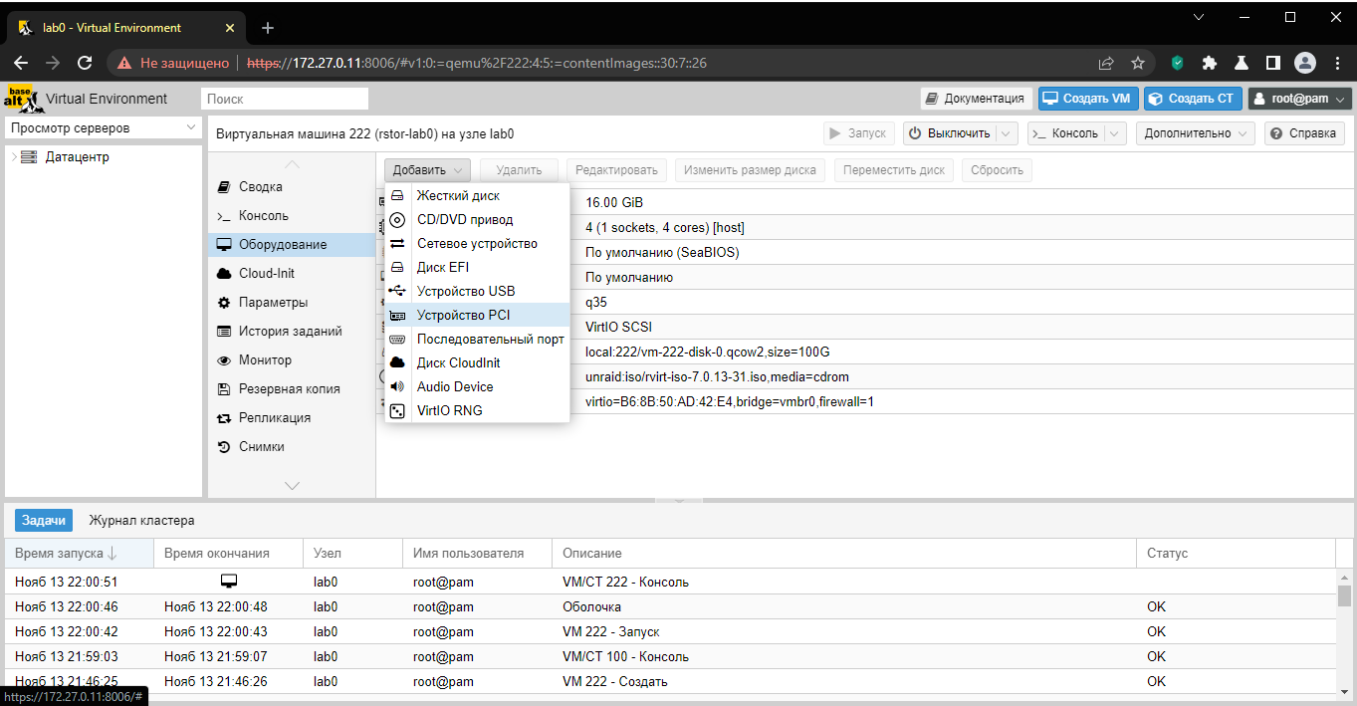 lab0 - Virtual Environment
Не защищено https://172.27.0.11:8006/#v1:0:=qemu%2F222:4:5:=contentImages::30:7::26
base alt Virtual Environment Поиск Документация Создать VM Создать CT root@pam
Просмотр серверов Виртуальная машина 222 (rstor-lab0) на узле lab0 Запуск Выключить Консоль Дополнительно Справка
Датацентр
Добавить Удалить Редактировать Изменить размер диска Переместить диск Сбросить
Сводка
Консоль
Оборудование
Cloud-Init
Параметры
История заданий
Монитор
Резервная копия
Репликация
Снимки
Жесткий диск
CD/DVD привод
Сетевое устройство
Диск EFI
Устройство USB
Устройство PCI
Последовательный порт
Диск CloudInit
Audio Device
VirtIO RNG
16.00 GiB
4 (1 sockets, 4 cores) [host]
По умолчанию (SeaBIOS)
По умолчанию
q35
VirtIO SCSI
local:222/vm-222-disk-0.qcow2,size=100G
unraid:iso/rvirt-iso-7.0.13-31.iso,media=cdrom
virtio=B6:8B:50:AD:42:E4,bridge=vmbr0,firewall=1
Задачи Журнал кластера
Время запуска Время окончания Узел Имя пользователя Описание Статус
Нояб 13 22:00:51 lab0 root@pam VM/CT 222 - Консоль
Нояб 13 22:00:46 Нояб 13 22:00:48 lab0 root@pam Оболочка OK
Нояб 13 22:00:42 Нояб 13 22:00:43 lab0 root@pam VM 222 - Запуск OK
Нояб 13 21:59:03 Нояб 13 21:59:07 lab0 root@pam VM/CT 100 - Консоль OK
Нояб 13 21:46:25 Нояб 13 21:46:26 lab0 root@pam VM 222 - Создать OK
https://172.27.0.11:8006/#